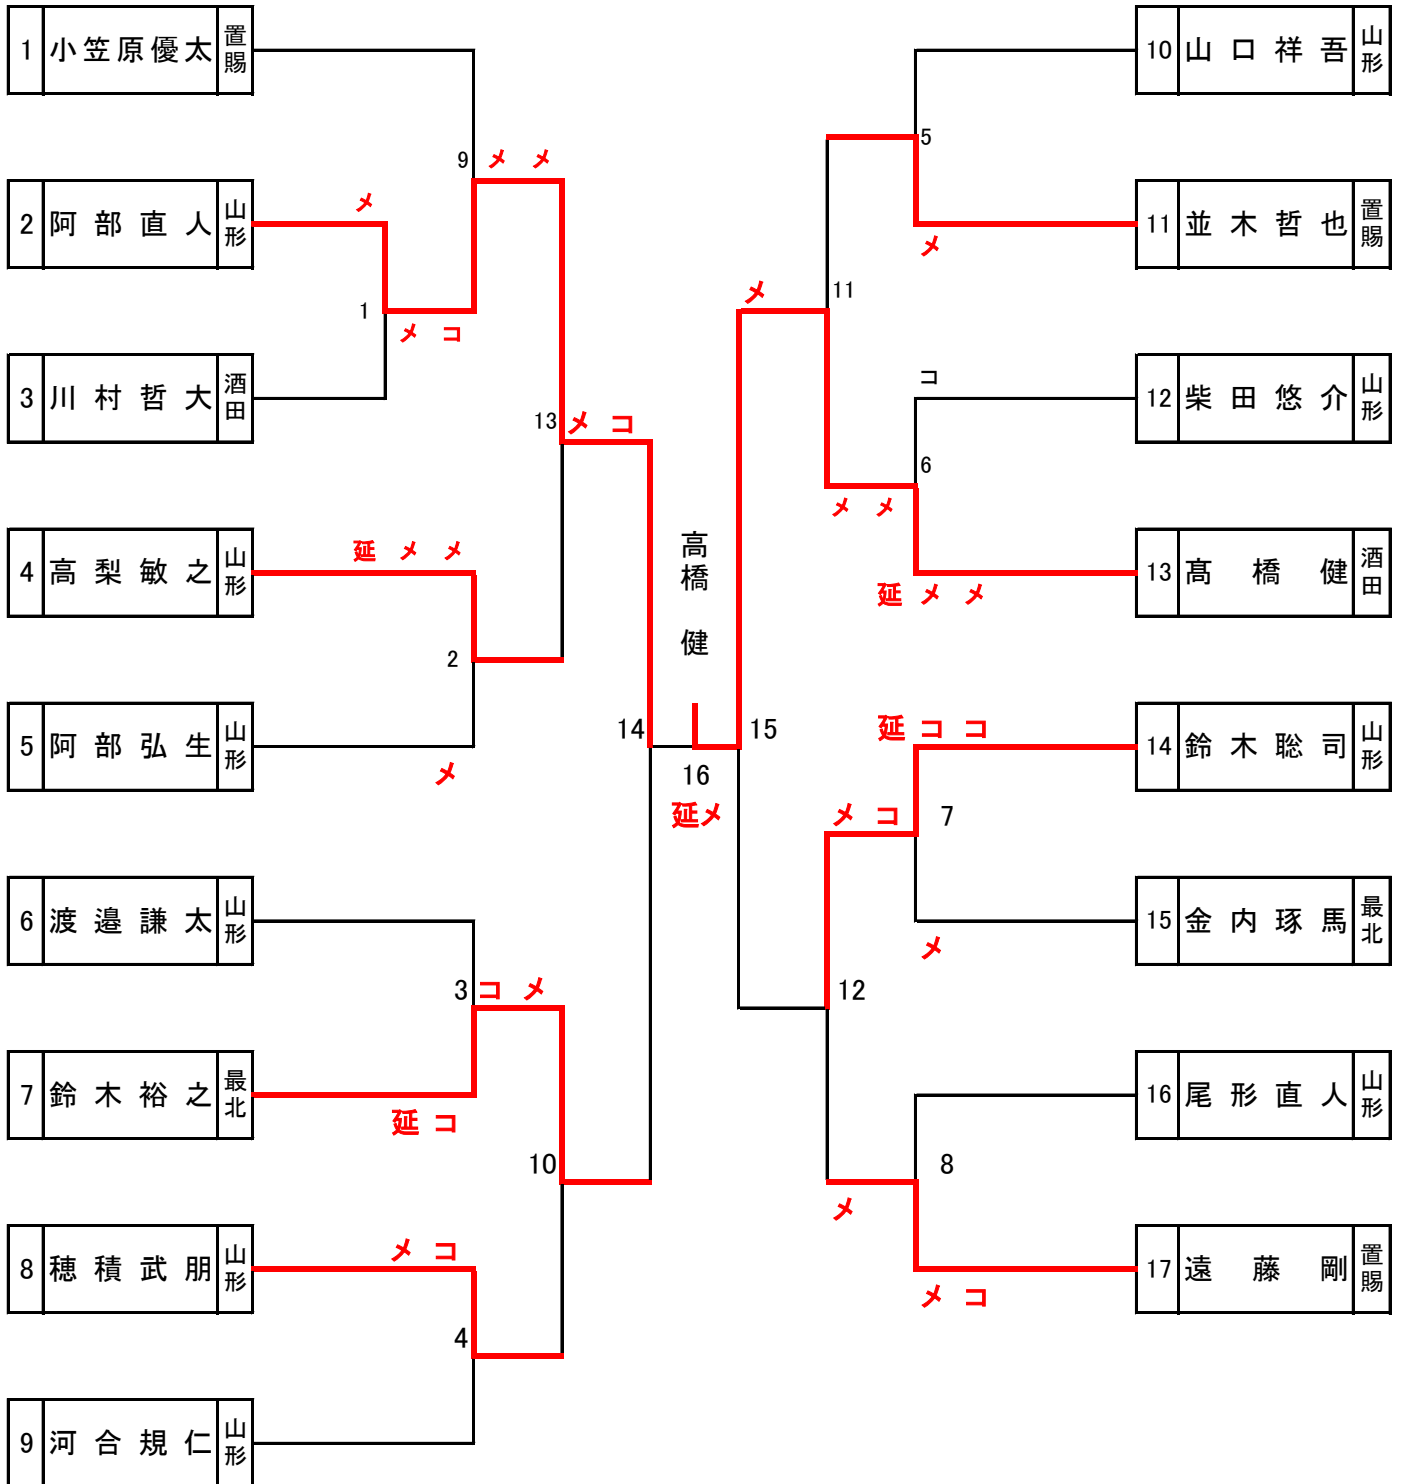 1 小笠原優太 置賜
2 阿部直人 山形
3 川村哲大 酒田
4 高梨敏之 山形
5 阿部弘生 山形
6 渡邉謙太 山形
7 鈴木裕之 最北
8 穂積武朋 山形
9 河合規仁 山形
メ
1
メ コ
9 メ メ
延 メ メ
2
メ
13 メ コ
3 コ メ
延 コ
10
メ コ
4
14
高橋 健
16
延メ
15
メ
11
5
メ
コ
6
メ メ
延 メ メ
延 コ コ
メ コ
7
メ
12
8
メ
メ コ
10 山口祥吾 山形
11 並木哲也 置賜
12 柴田悠介 山形
13 髙橋健 酒田
14 鈴木聡司 山形
15 金内琢馬 最北
16 尾形直人 山形
17 遠藤剛 置賜